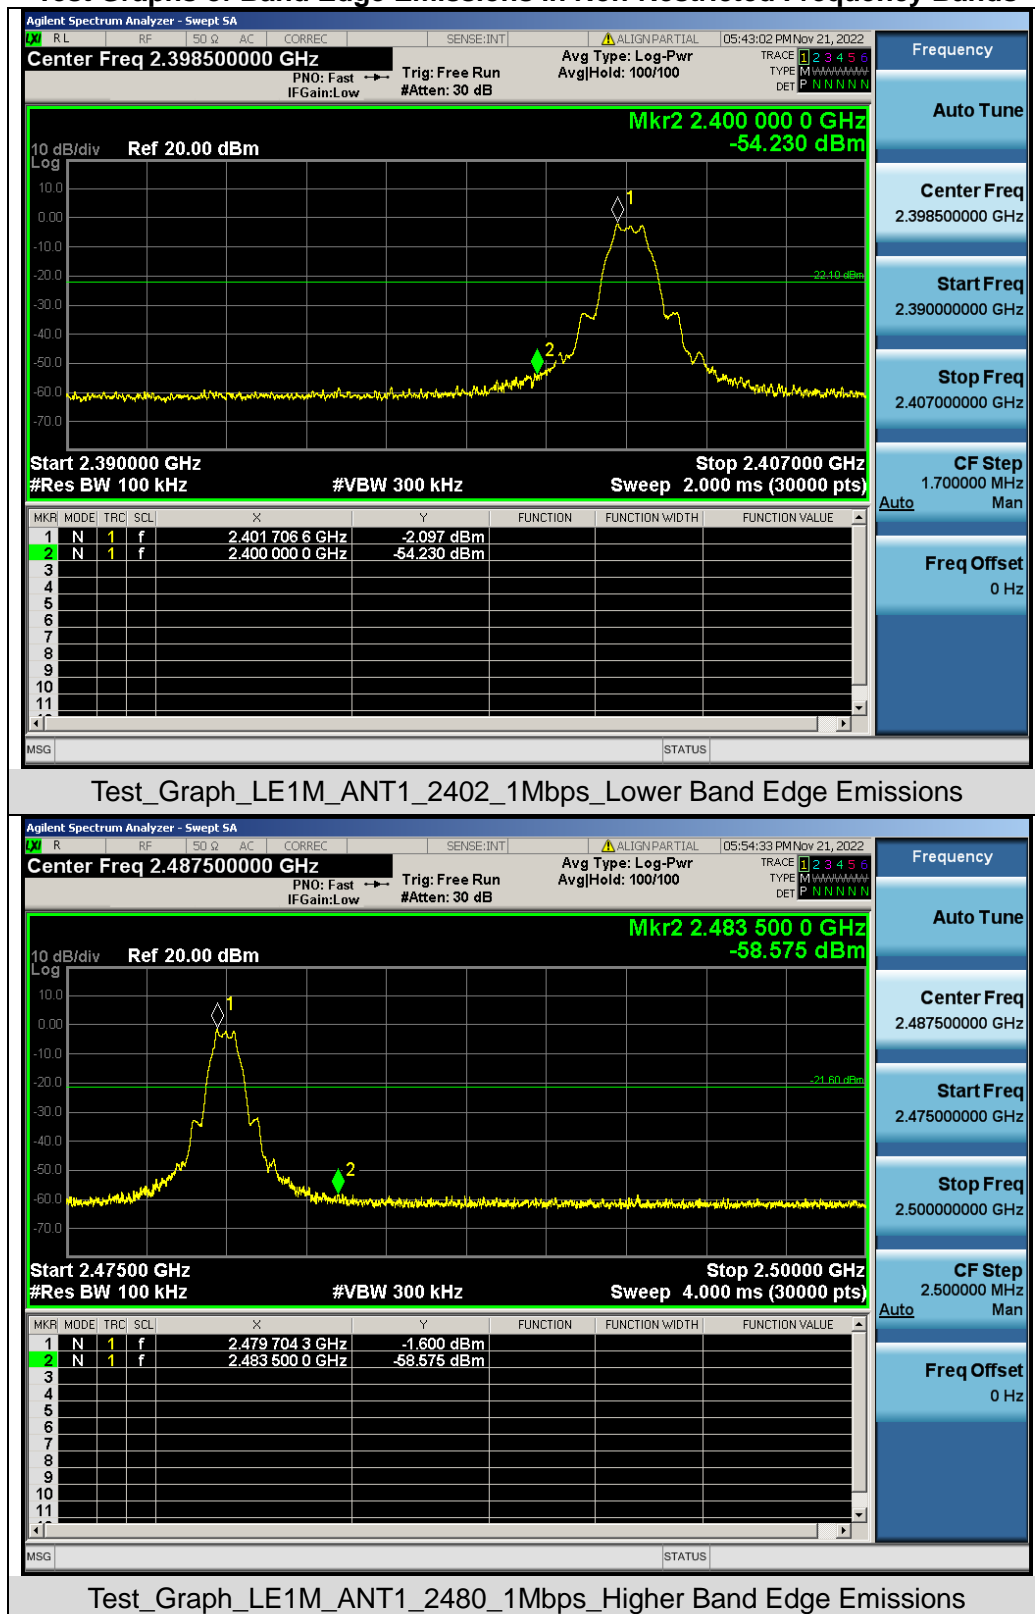 Test Graphs of Band Edge Emissions in Non-Restricted Frequency Bands
Agilent Spectrum Analyzer - Swept SA
LXI RL RF 50 Ω AC CORREC SENSE:INT ALIGN PARTIAL 05:43:02 PM Nov 21, 2022
Center Freq 2.398500000 GHz
PNO: Fast
IFGain:Low
Trig: Free Run
#Atten: 30 dB
Avg Type: Log-Pwr
Avg|Hold: 100/100
TRACE 1 2 3 4 5 6
TYPE M WWWWW
DET P N N N N N
Mkr2 2.400 000 0 GHz
-54.230 dBm
10 dB/div Ref 20.00 dBm
Log
10.0
0.00
-10.0
-20.0
-30.0
-40.0
-50.0
-60.0
-70.0
1
2
-22.10 dBm
Start 2.390000 GHz Stop 2.407000 GHz
#Res BW 100 kHz #VBW 300 kHz Sweep 2.000 ms (30000 pts)
MKR MODE TRC SCL X Y FUNCTION FUNCTION WIDTH FUNCTION VALUE
1 N 1 f 2.401 706 6 GHz -2.097 dBm
2 N 1 f 2.400 000 0 GHz -54.230 dBm
3
4
5
6
7
8
9
10
11
MSG STATUS
Frequency
Auto Tune
Center Freq
2.398500000 GHz
Start Freq
2.390000000 GHz
Stop Freq
2.407000000 GHz
CF Step
1.700000 MHz
Auto Man
Freq Offset
0 Hz
Test_Graph_LE1M_ANT1_2402_1Mbps_Lower Band Edge Emissions
Agilent Spectrum Analyzer - Swept SA
LXI R RF 50 Ω AC CORREC SENSE:INT ALIGN PARTIAL 05:54:33 PM Nov 21, 2022
Center Freq 2.487500000 GHz
PNO: Fast
IFGain:Low
Trig: Free Run
#Atten: 30 dB
Avg Type: Log-Pwr
Avg|Hold: 100/100
TRACE 1 2 3 4 5 6
TYPE M WWWWW
DET P N N N N N
Mkr2 2.483 500 0 GHz
-58.575 dBm
10 dB/div Ref 20.00 dBm
Log
10.0
0.00
-10.0
-20.0
-30.0
-40.0
-50.0
-60.0
-70.0
1
2
-21.60 dBm
Start 2.47500 GHz Stop 2.50000 GHz
#Res BW 100 kHz #VBW 300 kHz Sweep 4.000 ms (30000 pts)
MKR MODE TRC SCL X Y FUNCTION FUNCTION WIDTH FUNCTION VALUE
1 N 1 f 2.479 704 3 GHz -1.600 dBm
2 N 1 f 2.483 500 0 GHz -58.575 dBm
3
4
5
6
7
8
9
10
11
MSG STATUS
Frequency
Auto Tune
Center Freq
2.487500000 GHz
Start Freq
2.475000000 GHz
Stop Freq
2.500000000 GHz
CF Step
2.500000 MHz
Auto Man
Freq Offset
0 Hz
Test_Graph_LE1M_ANT1_2480_1Mbps_Higher Band Edge Emissions